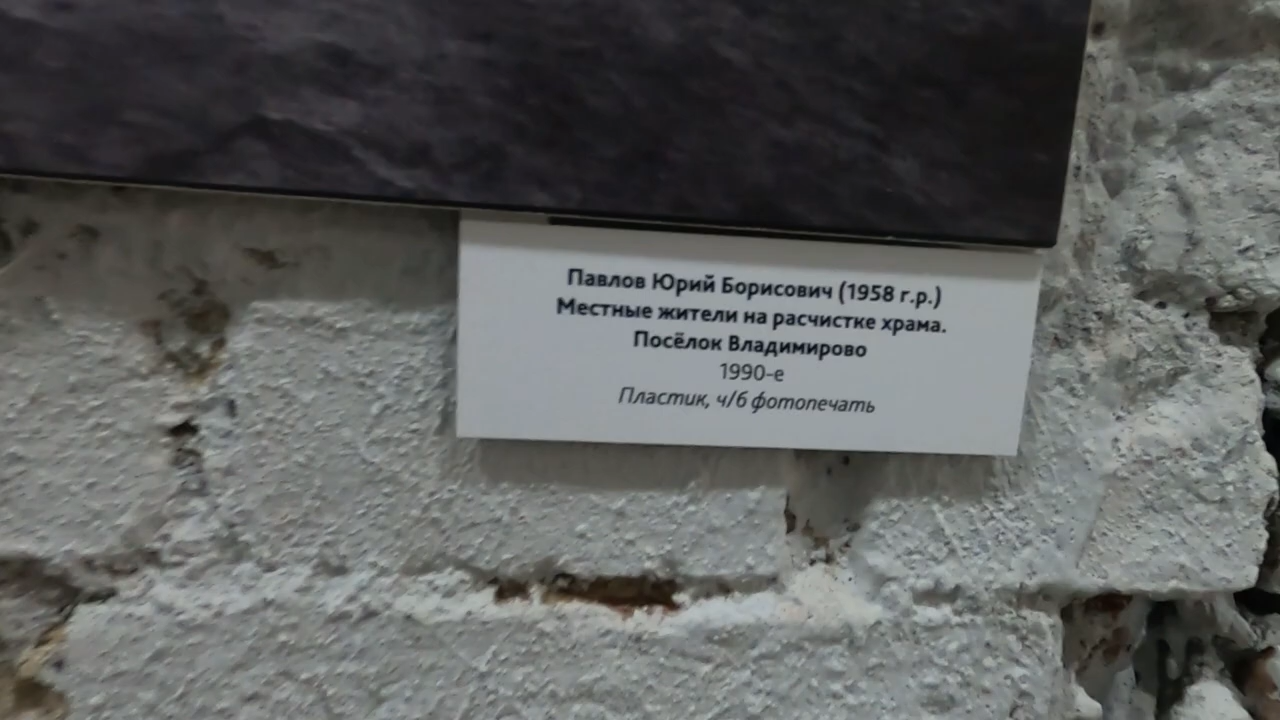 Павлов Юрий Борисович (1958 г.р.)
Местные жители на расчистке храма.
Посёлок Владимирово
1990-е
Пластик, ч/б фотопечать